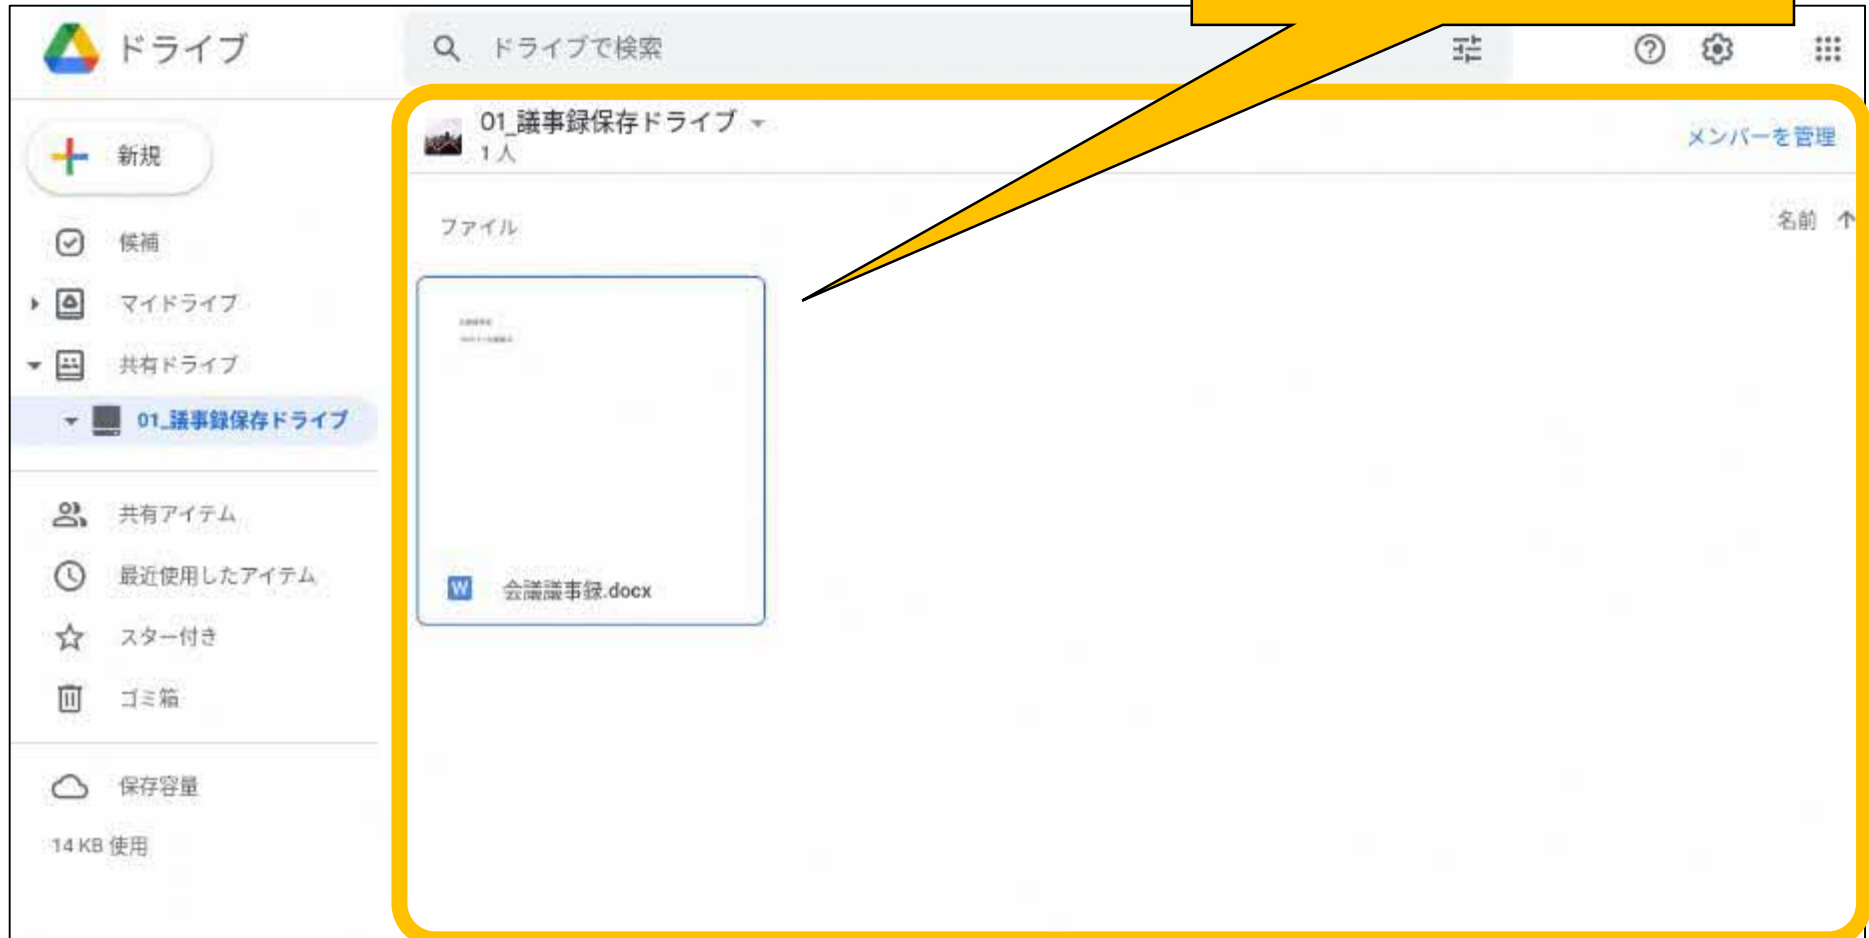 ドライブ
ドライブで検索
新規
候補
マイドライブ
共有ドライブ
01_議事録保存ドライブ
共有アイテム
最近使用したアイテム
スター付き
ゴミ箱
保存容量
14 KB 使用
01_議事録保存ドライブ
1人
メンバーを管理
ファイル
名前
W
会議議事録.docx